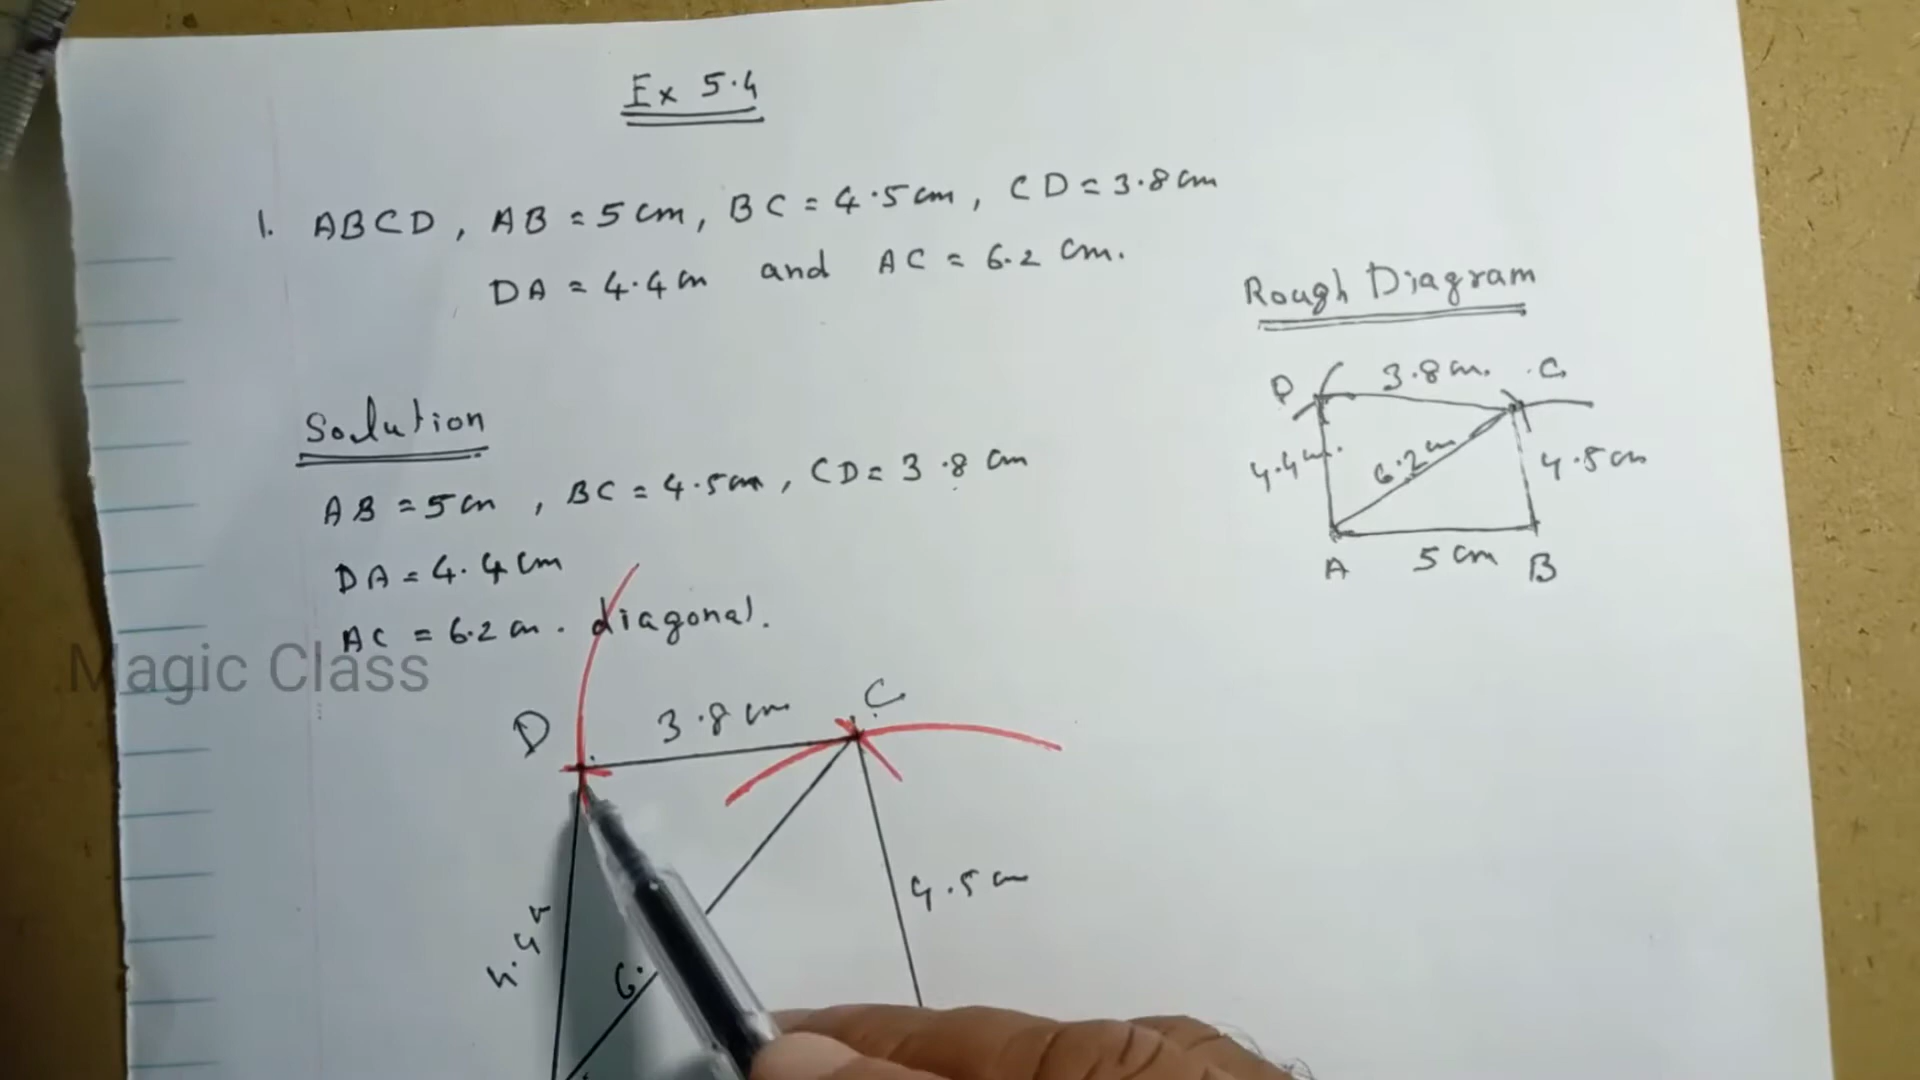 Ex 5.4
1. ABCD, AB = 5 cm, BC = 4.5 cm, CD = 3.8 cm
DA = 4.4 cm and AC = 6.2 cm.
Rough Diagram
D 3.8 cm. C
4.4 cm. 6.2 cm 4.5 cm
A 5 cm B
Solution
AB = 5 cm, BC = 4.5 cm, CD = 3.8 cm
DA = 4.4 cm
AC = 6.2 cm. diagonal.
Magic Class
D 3.8 cm C
4.5 cm
4.4
6.